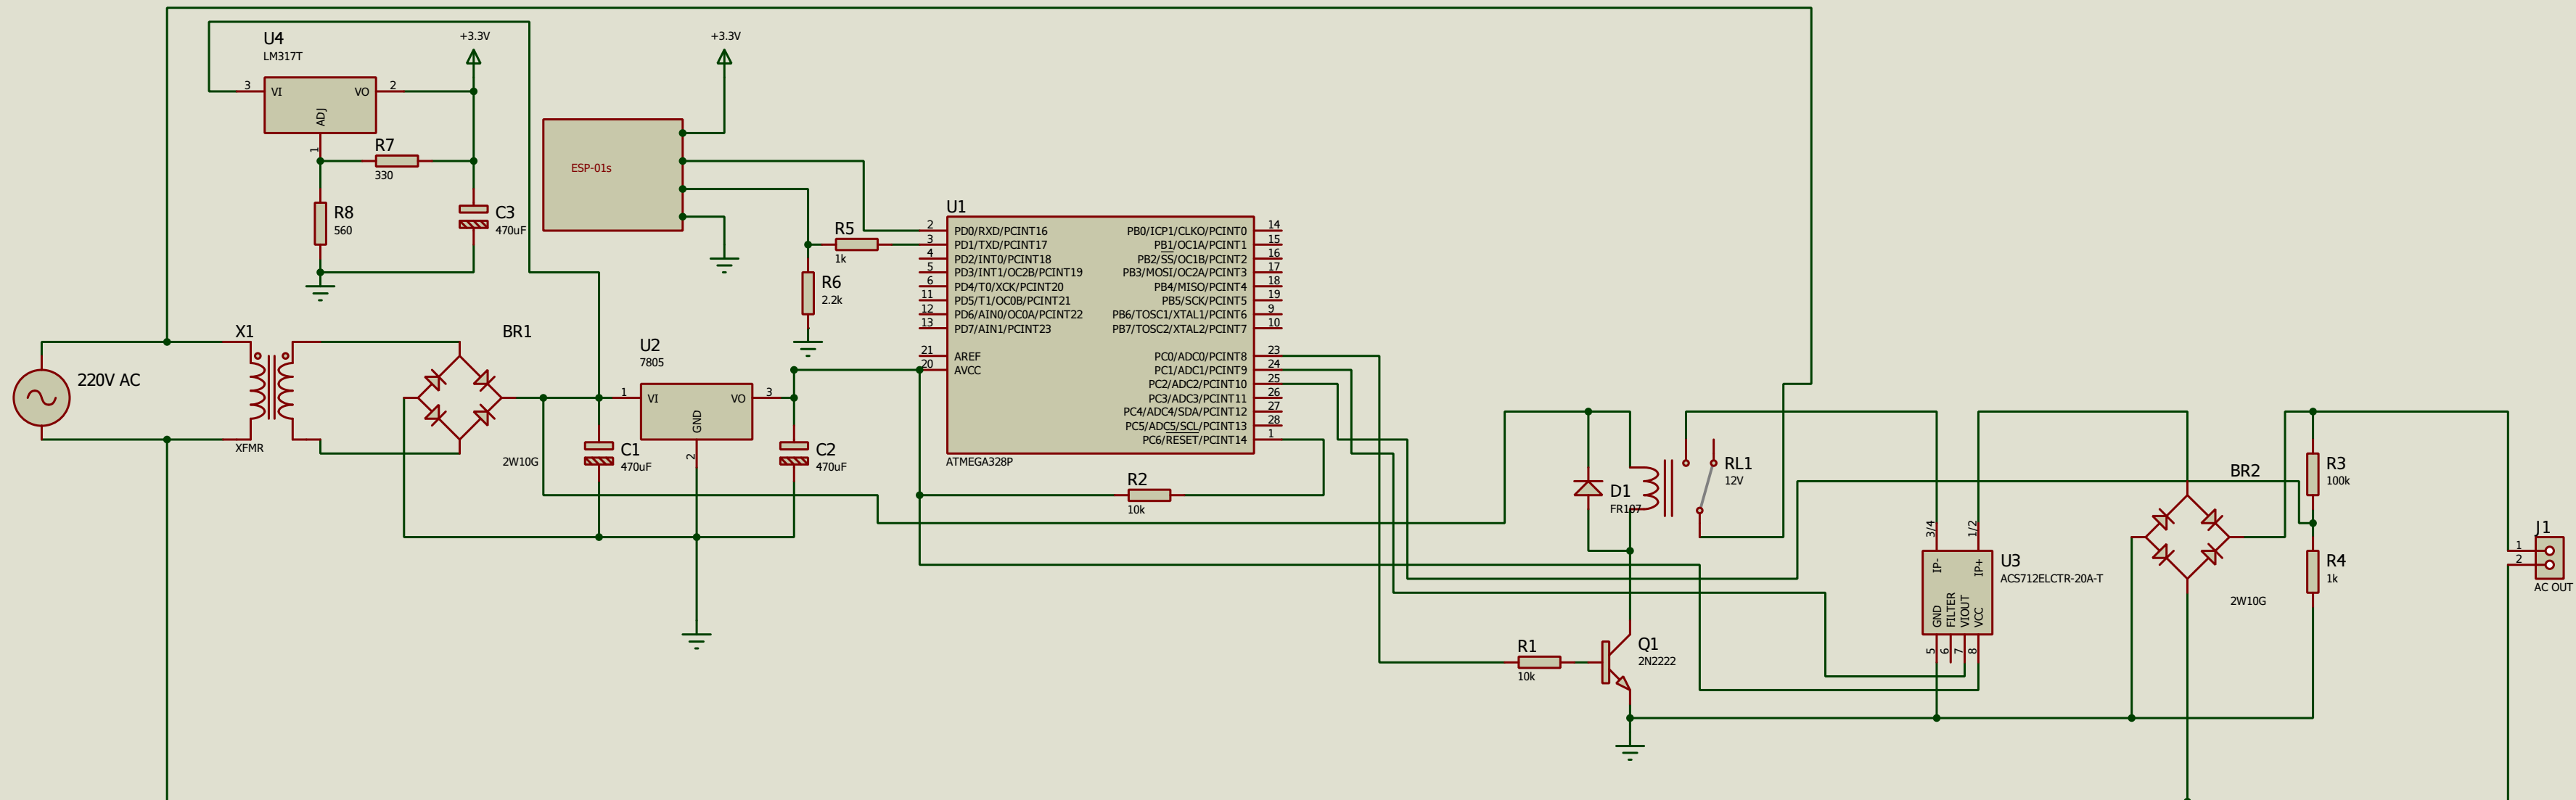 U4
LM317T
+3.3V
+3.3V
3
VI
VO
2
ADJ
1
R7
330
R8
560
C3
470uF
ESP-01s
R5
1k
R6
2.2k
U1
2
PD0/RXD/PCINT16
3
PD1/TXD/PCINT17
4
PD2/INT0/PCINT18
5
PD3/INT1/OC2B/PCINT19
6
PD4/T0/XCK/PCINT20
11
PD5/T1/OC0B/PCINT21
12
PD6/AIN0/OC0A/PCINT22
13
PD7/AIN1/PCINT23
21
AREF
20
AVCC
PB0/ICP1/CLKO/PCINT0
14
PB1/OC1A/PCINT1
15
PB2/SS/OC1B/PCINT2
16
PB3/MOSI/OC2A/PCINT3
17
PB4/MISO/PCINT4
18
PB5/SCK/PCINT5
19
PB6/TOSC1/XTAL1/PCINT6
9
PB7/TOSC2/XTAL2/PCINT7
10
PC0/ADC0/PCINT8
23
PC1/ADC1/PCINT9
24
PC2/ADC2/PCINT10
25
PC3/ADC3/PCINT11
26
PC4/ADC4/SDA/PCINT12
27
PC5/ADC5/SCL/PCINT13
28
PC6/RESET/PCINT14
1
ATMEGA328P
220V AC
X1
XFMR
BR1
2W10G
U2
7805
1
VI
VO
3
GND
2
C1
470uF
C2
470uF
R2
10k
D1
FR107
RL1
12V
R1
10k
Q1
2N2222
3/4
1/2
IP-
IP+
U3
ACS712ELCTR-20A-T
GND
FILTER
VIOUT
VCC
5
6
7
8
BR2
2W10G
R3
100k
R4
1k
J1
1
2
AC OUT